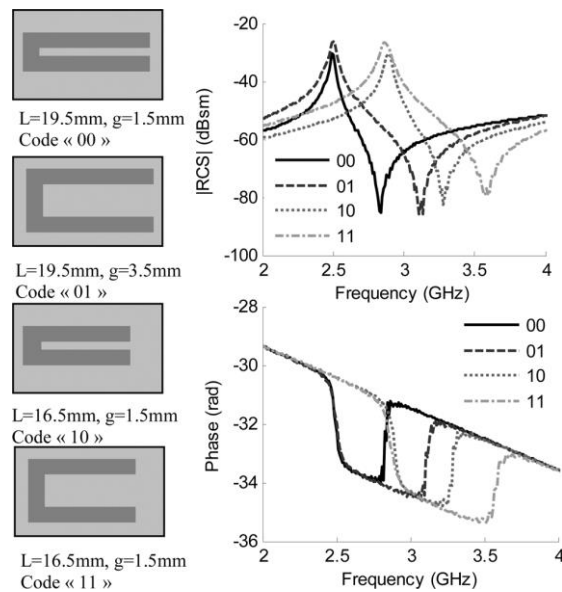 L=19.5mm, g=1.5mm
Code « 00 »
L=19.5mm, g=3.5mm
Code « 01 »
L=16.5mm, g=1.5mm
Code « 10 »
L=16.5mm, g=1.5mm
Code « 11 »
|RCS| (dBsm)
-20
-40
-60
-80
-100
00
01
10
11
2 2.5 3 3.5 4
Frequency (GHz)
Phase (rad)
-28
-30
-32
-34
-36
00
01
10
11
2 2.5 3 3.5 4
Frequency (GHz)